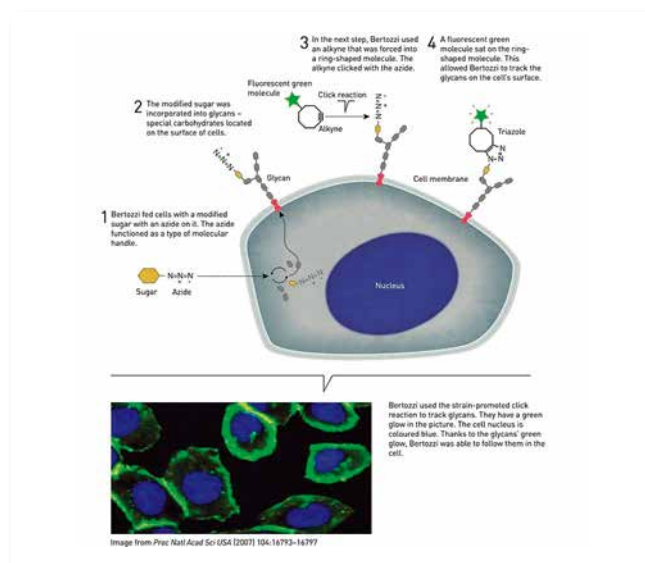 3 In the next step, Bertozzi used
an alkyne that was forced into
a ring-shaped molecule. The
alkyne clicked with the azide.
4 A fluorescent green
molecule sat on the ring-
shaped molecule. This
allowed Bertozzi to track the
glycans on the cell's surface.
Fluorescent green
molecule
Click reaction
Alkyne
N=N=N
+ -
2 The modified sugar was
incorporated into glycans –
special carbohydrates located
on the surface of cells.
N=N=N
Glycan
Triazole
N
N
N
Cell membrane
1 Bertozzi fed cells with a modified
sugar with an azide on it. The azide
functioned as a type of molecular
handle.
N=N=N
+ -
Sugar
Azide
N=N=N
+ -
Nucleus
Bertozzi used the strain-promoted click
reaction to track glycans. They have a green
glow in the picture. The cell nucleus is
coloured blue. Thanks to the glycans' green
glow, Bertozzi was able to follow them in the
cell.
Image from Proc Natl Acad Sci USA (2007) 104:16793–16797